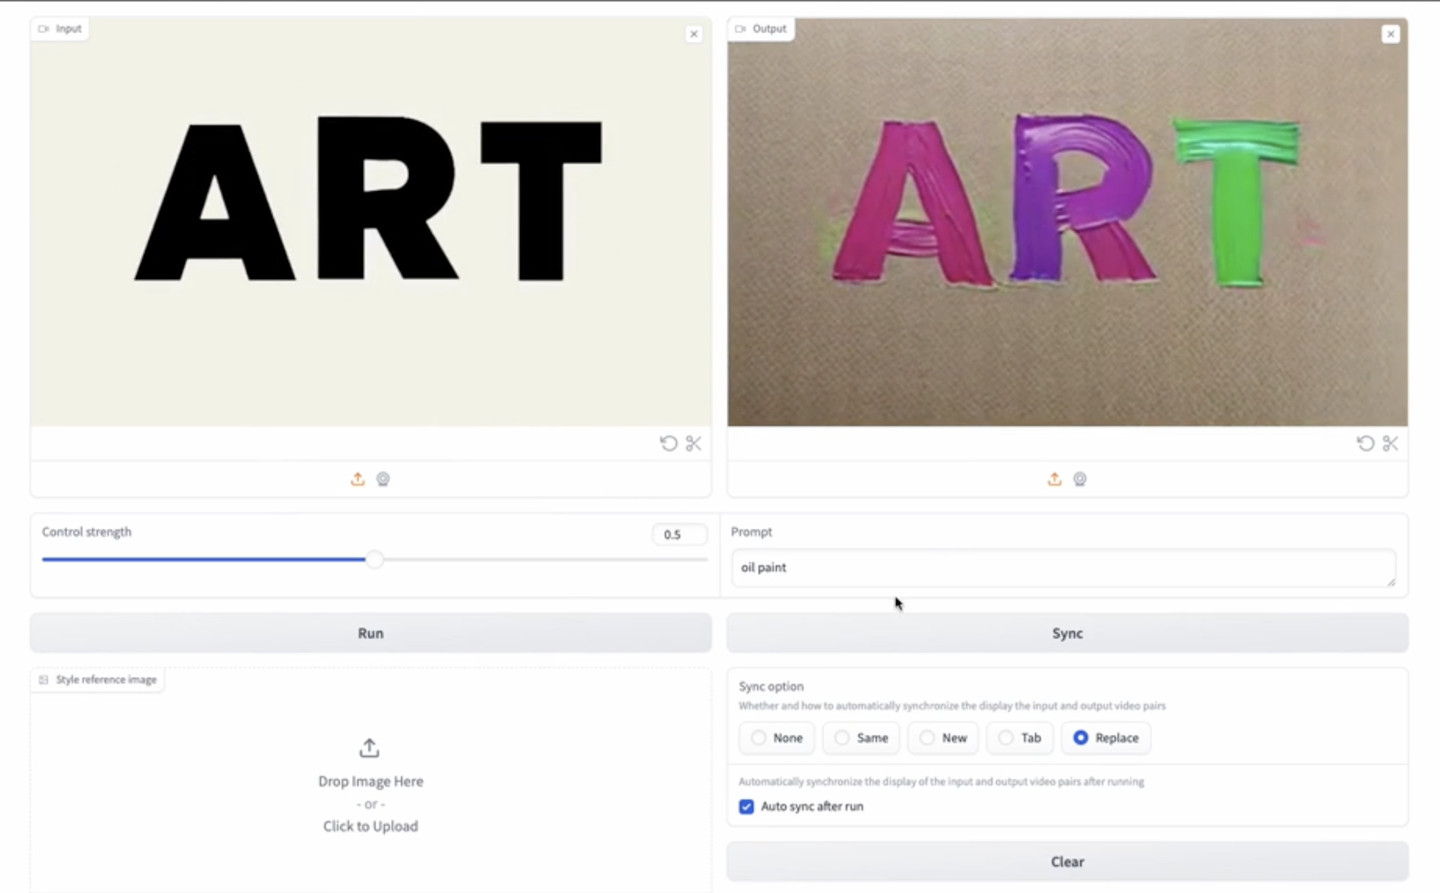 Input
ART
Output
ART
Control strength
0.5
Prompt
oil paint
Run
Sync
Style reference image
Drop Image Here
- or -
Click to Upload
Sync option
Whether and how to automatically synchronize the display the input and output video pairs
None
Same
New
Tab
Replace
Automatically synchronize the display of the input and output video pairs after running
Auto sync after run
Clear